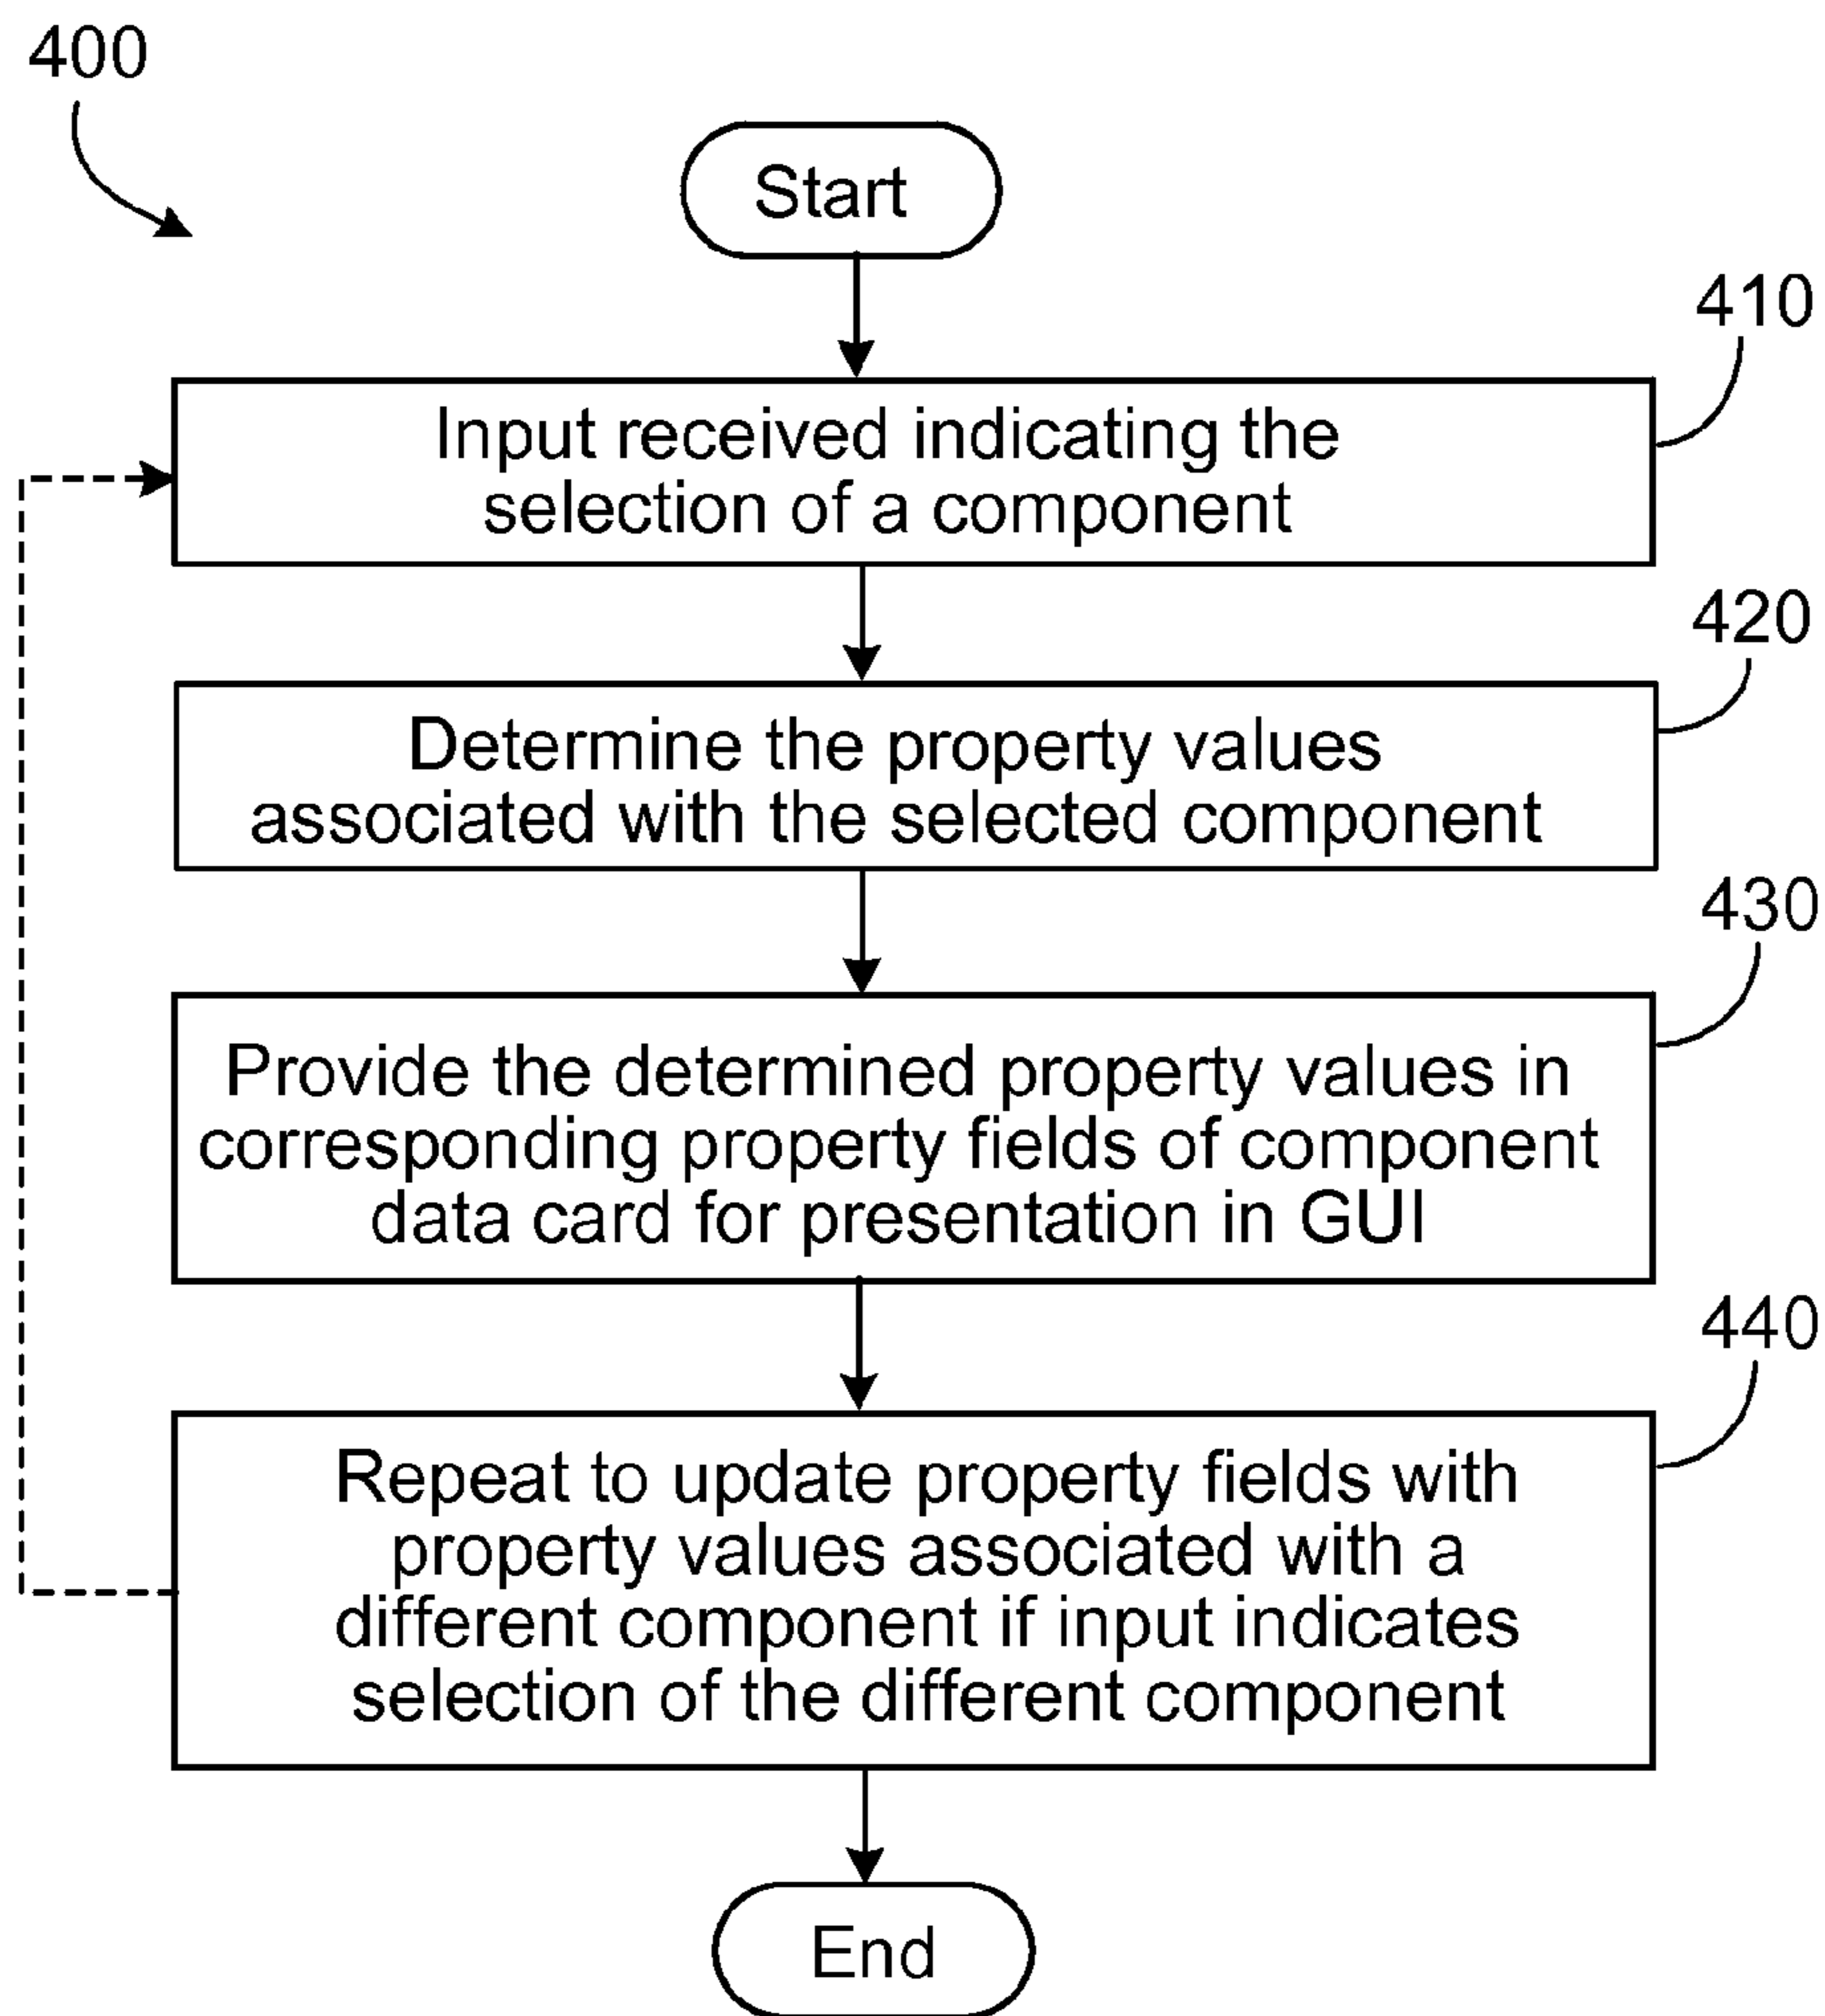 400
Start
410
Input received indicating the
selection of a component
420
Determine the property values
associated with the selected component
430
Provide the determined property values in
corresponding property fields of component
data card for presentation in GUI
440
Repeat to update property fields with
property values associated with a
different component if input indicates
selection of the different component
End